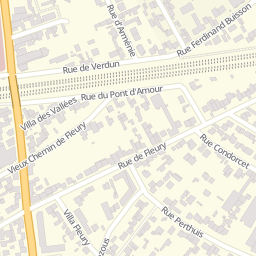 Rue d'Arménie
Rue Ferdinand Buisson
Rue de Verdun
Villa des Vallées
Rue du Pont d'Amour
Vieux Chemin de Fleury
Rue Condorcet
Rue de Fleury
Villa Fleury
Rue Perthuis